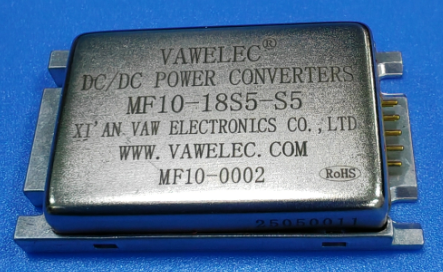 VAWELEC®
DC/DC POWER CONVERTERS
MF10-18S5-S5
XI'AN VAW ELECTRONICS CO.,LTD
WWW.VAWELEC.COM
MF10-0002
RoHS
25050011